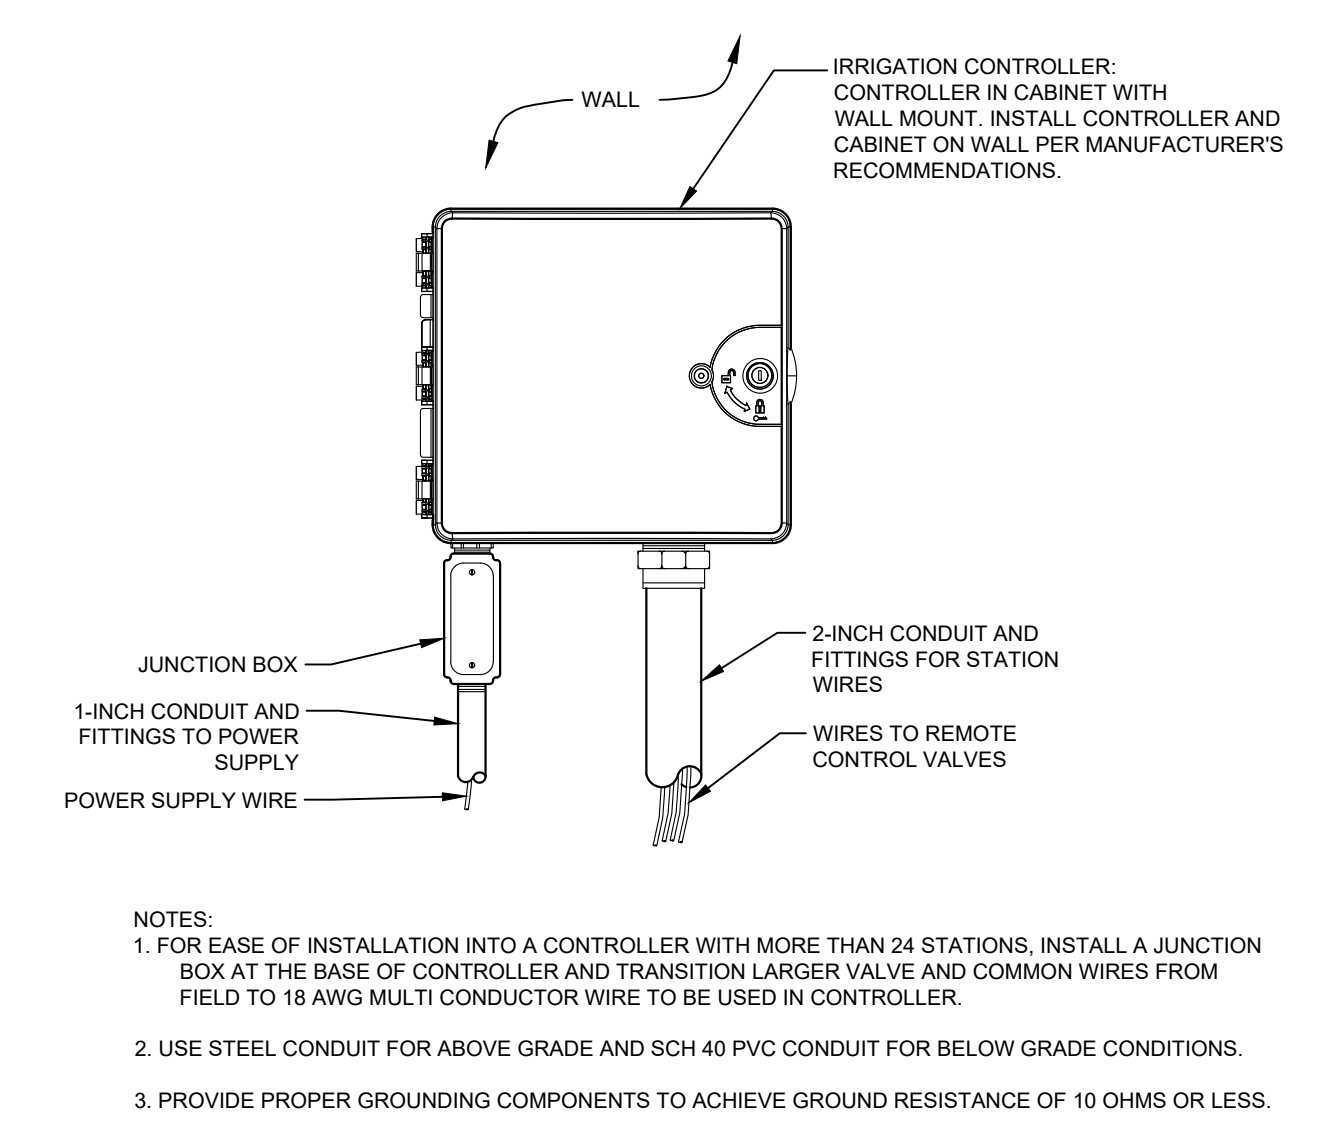 WALL
IRRIGATION CONTROLLER:
CONTROLLER IN CABINET WITH
WALL MOUNT. INSTALL CONTROLLER AND
CABINET ON WALL PER MANUFACTURER'S
RECOMMENDATIONS.
JUNCTION BOX
1-INCH CONDUIT AND
FITTINGS TO POWER
SUPPLY
POWER SUPPLY WIRE
2-INCH CONDUIT AND
FITTINGS FOR STATION
WIRES
WIRES TO REMOTE
CONTROL VALVES
NOTES:
1. FOR EASE OF INSTALLATION INTO A CONTROLLER WITH MORE THAN 24 STATIONS, INSTALL A JUNCTION
BOX AT THE BASE OF CONTROLLER AND TRANSITION LARGER VALVE AND COMMON WIRES FROM
FIELD TO 18 AWG MULTI CONDUCTOR WIRE TO BE USED IN CONTROLLER.
2. USE STEEL CONDUIT FOR ABOVE GRADE AND SCH 40 PVC CONDUIT FOR BELOW GRADE CONDITIONS.
3. PROVIDE PROPER GROUNDING COMPONENTS TO ACHIEVE GROUND RESISTANCE OF 10 OHMS OR LESS.